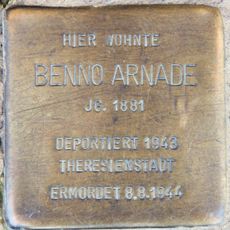 HIER WOHNTE
BENNO ARNADE
JG. 1881
DEPORTIERT 1943
THERESIENSTADT
ERMORDET 8.8.1944